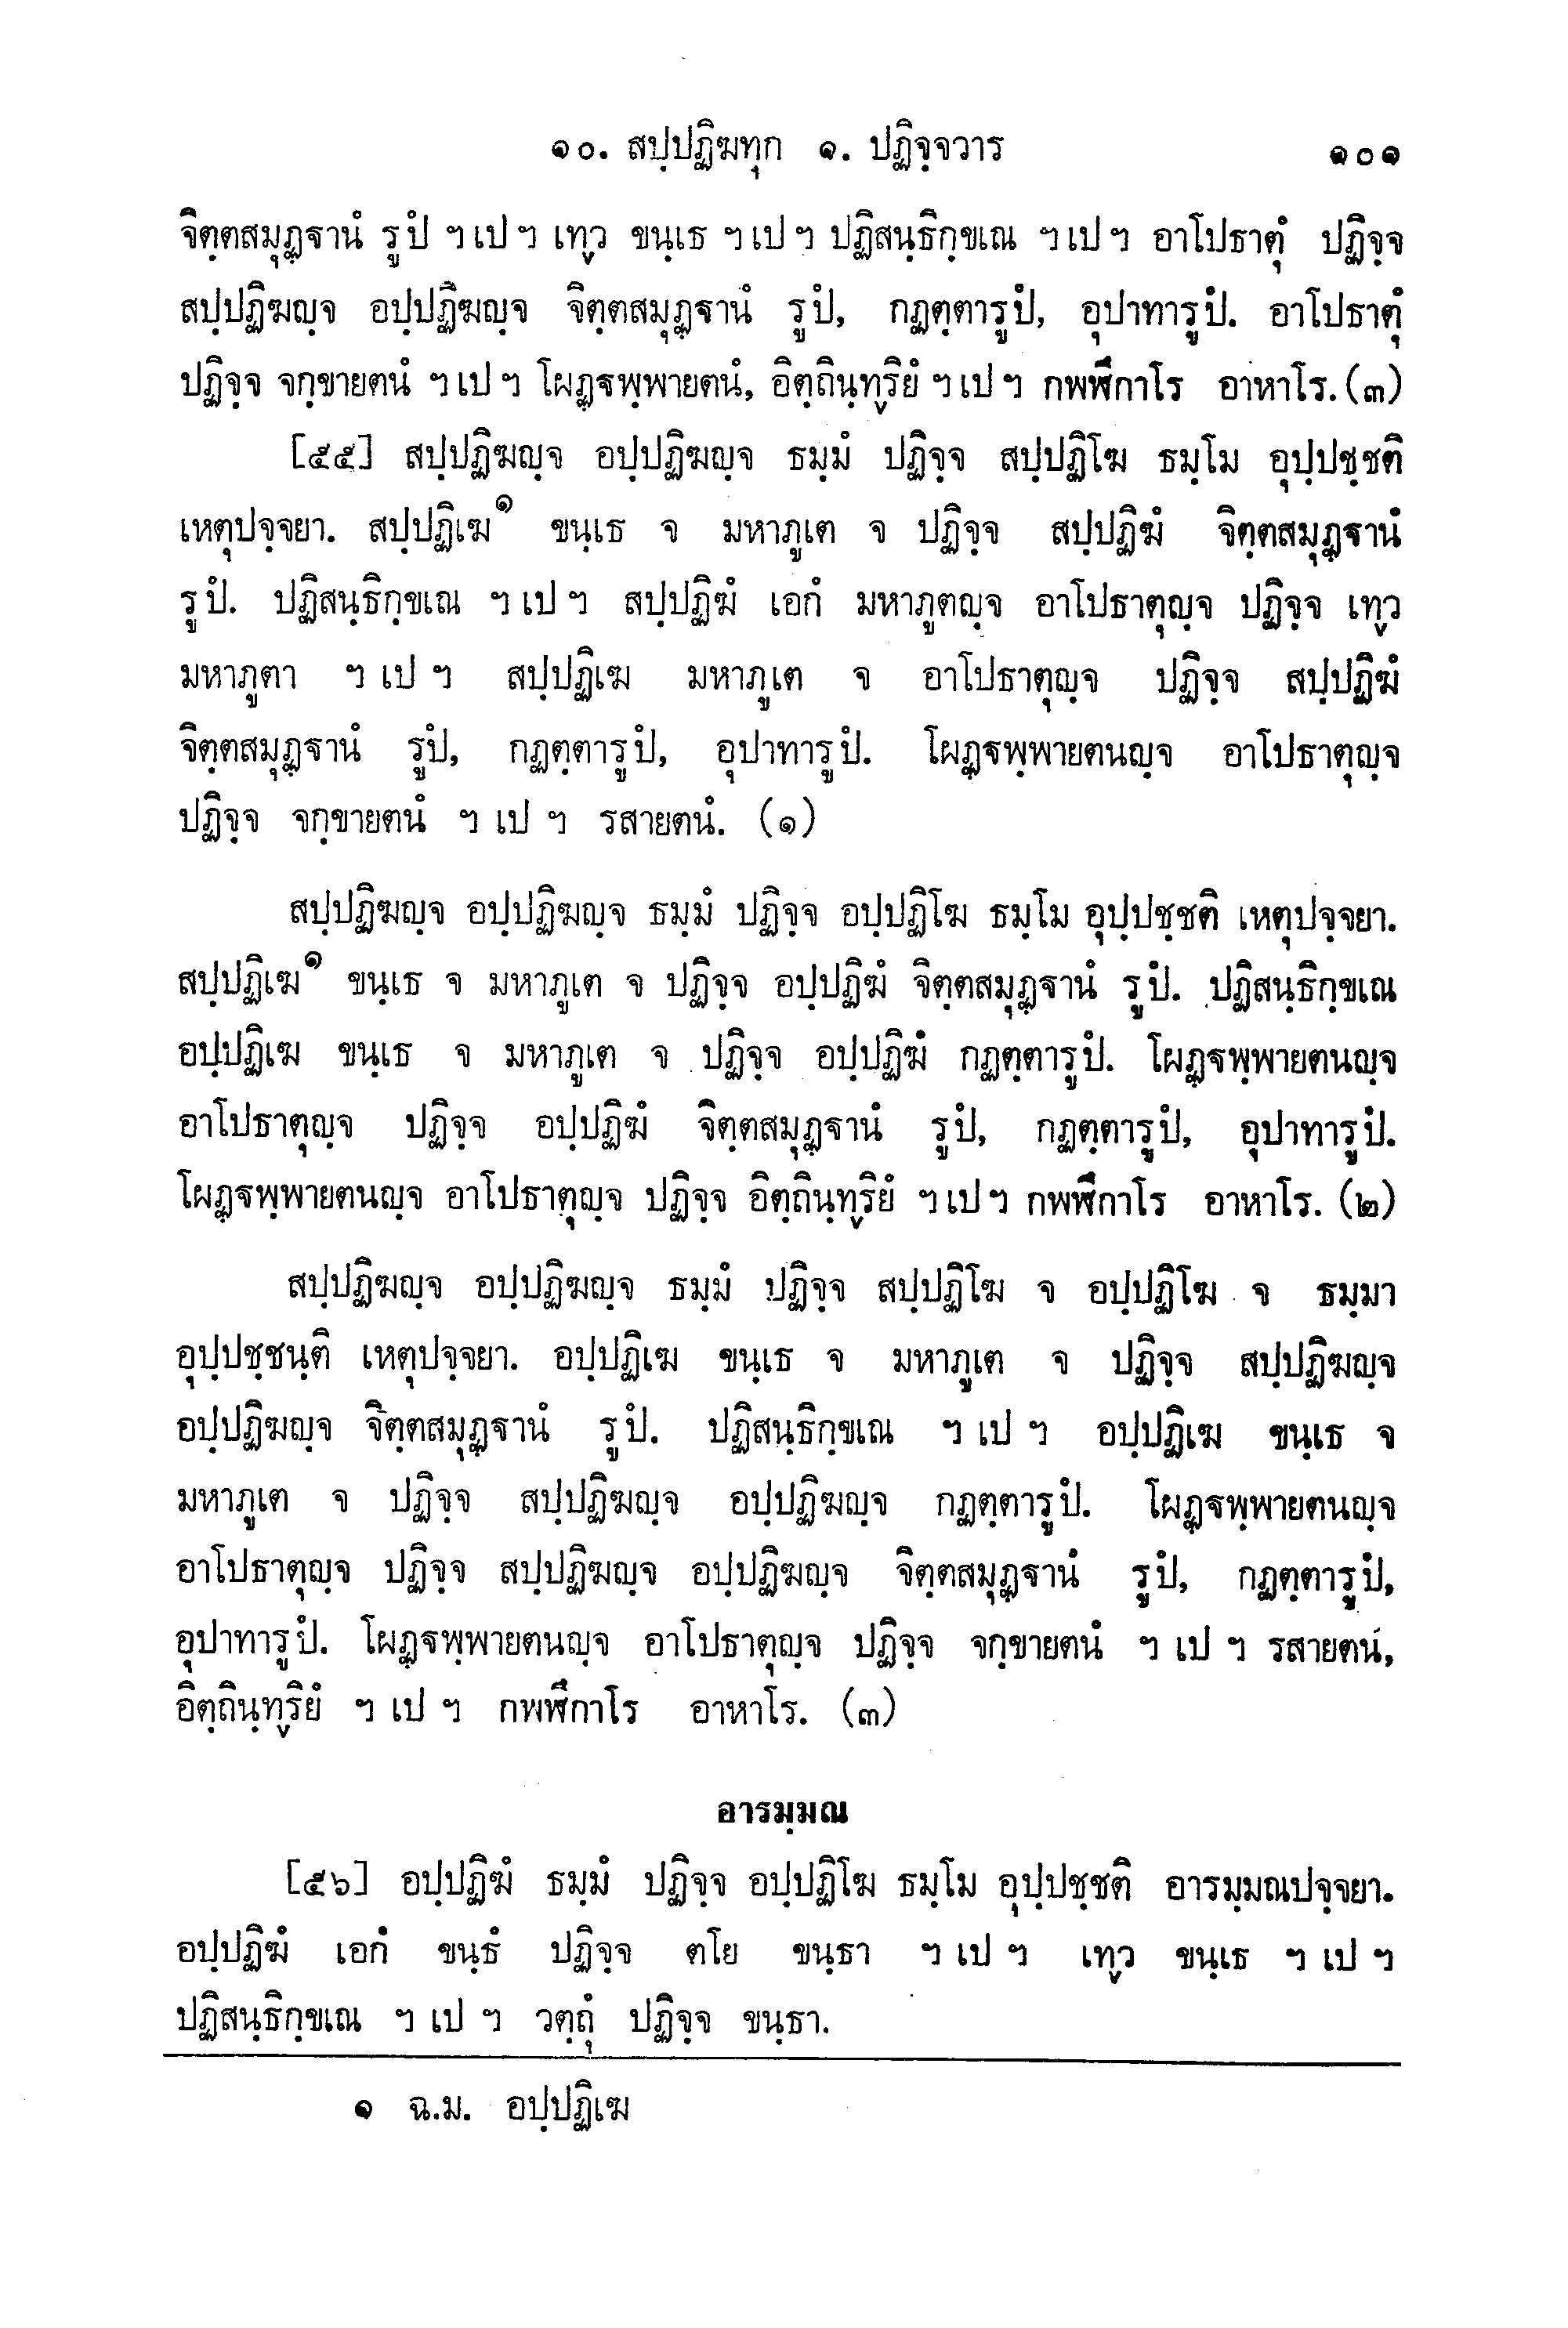 ๑๐. สปฺปฏิฆทุก ๑. ปฏิจฺจวาร ๑๐๑
จิตฺตสมุฏฺฐานํ รูปํ ฯ เป ฯ เทฺว ขนฺเธ ฯ เป ฯ ปฏิสนฺธิกฺขเณ ฯ เป ฯ อาโปธาตุํ ปฏิจฺจ
สปฺปฏิฆญฺจ อปฺปฏิฆญฺจ จิตฺตสมุฏฺฐานํ รูปํ, กฏตฺตารูปํ, อุปาทารูปํ. อาโปธาตุํ
ปฏิจฺจ จกฺขายตนํ ฯ เป ฯ โผฏฺฐพฺพายตนํ, อิตฺถินฺทฺริยํ ฯ เป ฯ กพฬีกาโร อาหาโร. (๓)
[๕๕] สปฺปฏิฆญฺจ อปฺปฏิฆญฺจ ธมฺมํ ปฏิจฺจ สปฺปฏิโฆ ธมฺโม อุปฺปชฺชติ
เหตุปจฺจยา. สปฺปฏิเฆ๑ ขนฺเธ จ มหาภูเต จ ปฏิจฺจ สปฺปฏิฆํ จิตฺตสมุฏฺฐานํ
รูปํ. ปฏิสนฺธิกฺขเณ ฯ เป ฯ สปฺปฏิฆํ เอกํ มหาภูตญฺจ อาโปธาตุญฺจ ปฏิจฺจ เทฺว
มหาภูตา ฯ เป ฯ สปฺปฏิเฆ มหาภูเต จ อาโปธาตุญฺจ ปฏิจฺจ สปฺปฏิฆํ
จิตฺตสมุฏฺฐานํ รูปํ, กฏตฺตารูปํ, อุปาทารูปํ. โผฏฺฐพฺพายตนญฺจ อาโปธาตุญฺจ
ปฏิจฺจ จกฺขายตนํ ฯ เป ฯ รสายตนํ. (๑)
สปฺปฏิฆญฺจ อปฺปฏิฆญฺจ ธมฺมํ ปฏิจฺจ อปฺปฏิโฆ ธมฺโม อุปฺปชฺชติ เหตุปจฺจยา.
สปฺปฏิเฆ๑ ขนฺเธ จ มหาภูเต จ ปฏิจฺจ อปฺปฏิฆํ จิตฺตสมุฏฺฐานํ รูปํ. ปฏิสนฺธิกฺขเณ
อปฺปฏิเฆ ขนฺเธ จ มหาภูเต จ ปฏิจฺจ อปฺปฏิฆํ กฏตฺตารูปํ. โผฏฺฐพฺพายตนญฺจ
อาโปธาตุญฺจ ปฏิจฺจ อปฺปฏิฆํ จิตฺตสมุฏฺฐานํ รูปํ, กฏตฺตารูปํ, อุปาทารูปํ.
โผฏฺฐพฺพายตนญฺจ อาโปธาตุญฺจ ปฏิจฺจ อิตฺถินฺทฺริยํ ฯ เป ฯ กพฬีกาโร อาหาโร. (๒)
สปฺปฏิฆญฺจ อปฺปฏิฆญฺจ ธมฺมํ ปฏิจฺจ สปฺปฏิโฆ จ อปฺปฏิโฆ จ ธมฺมา
อุปฺปชฺชนฺติ เหตุปจฺจยา. อปฺปฏิเฆ ขนฺเธ จ มหาภูเต จ ปฏิจฺจ สปฺปฏิฆญฺจ
อปฺปฏิฆญฺจ จิตฺตสมุฏฺฐานํ รูปํ. ปฏิสนฺธิกฺขเณ ฯ เป ฯ อปฺปฏิเฆ ขนฺเธ จ
มหาภูเต จ ปฏิจฺจ สปฺปฏิฆญฺจ อปฺปฏิฆญฺจ กฏตฺตารูปํ. โผฏฺฐพฺพายตนญฺจ
อาโปธาตุญฺจ ปฏิจฺจ สปฺปฏิฆญฺจ อปฺปฏิฆญฺจ จิตฺตสมุฏฺฐานํ รูปํ, กฏตฺตารูปํ,
อุปาทารูปํ. โผฏฺฐพฺพายตนญฺจ อาโปธาตุญฺจ ปฏิจฺจ จกฺขายตนํ ฯ เป ฯ รสายตนํ,
อิตฺถินฺทฺริยํ ฯ เป ฯ กพฬีกาโร อาหาโร. (๓)
อารมฺมณ
[๕๖] อปฺปฏิฆํ ธมฺมํ ปฏิจฺจ อปฺปฏิโฆ ธมฺโม อุปฺปชฺชติ อารมฺมณปจฺจยา.
อปฺปฏิฆํ เอกํ ขนฺธํ ปฏิจฺจ ตโย ขนฺธา ฯ เป ฯ เทฺว ขนฺเธ ฯ เป ฯ
ปฏิสนฺธิกฺขเณ ฯ เป ฯ วตฺถุํ ปฏิจฺจ ขนฺธา.
๑ ฉ.ม. อปฺปฏิเฆ